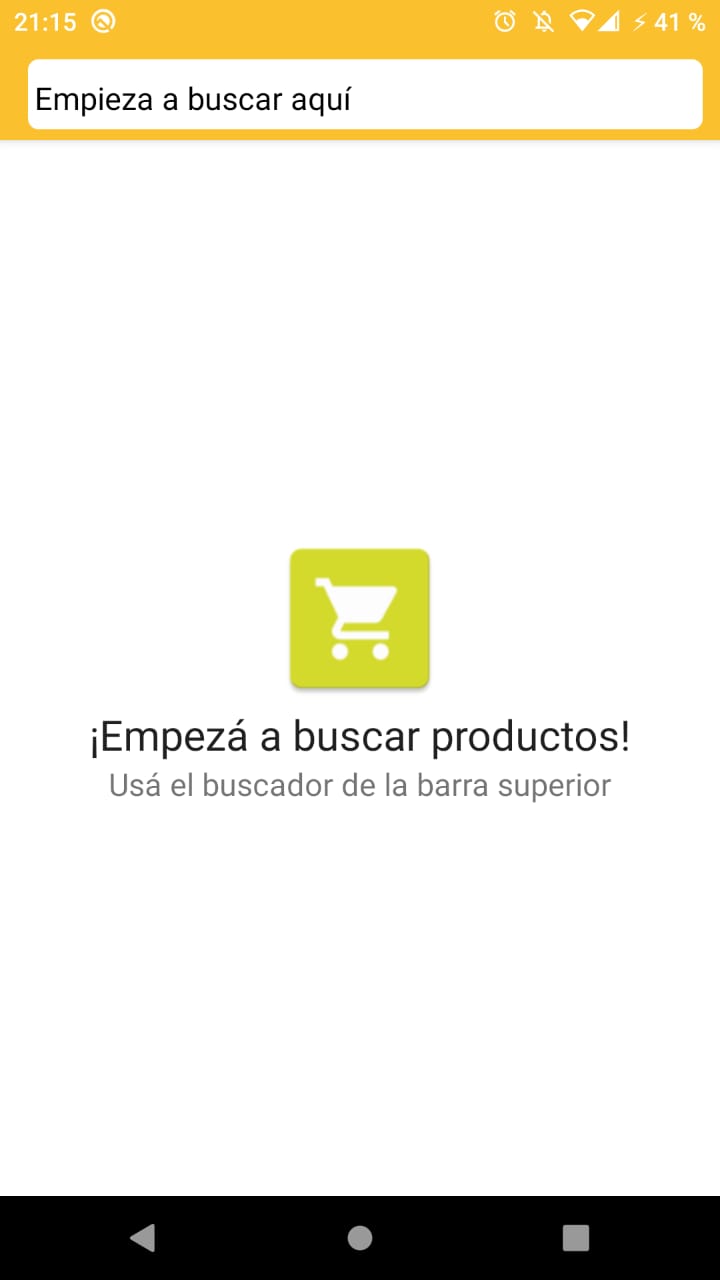 21:15 41 %
Empieza a buscar aquí
¡Empezá a buscar productos!
Usá el buscador de la barra superior